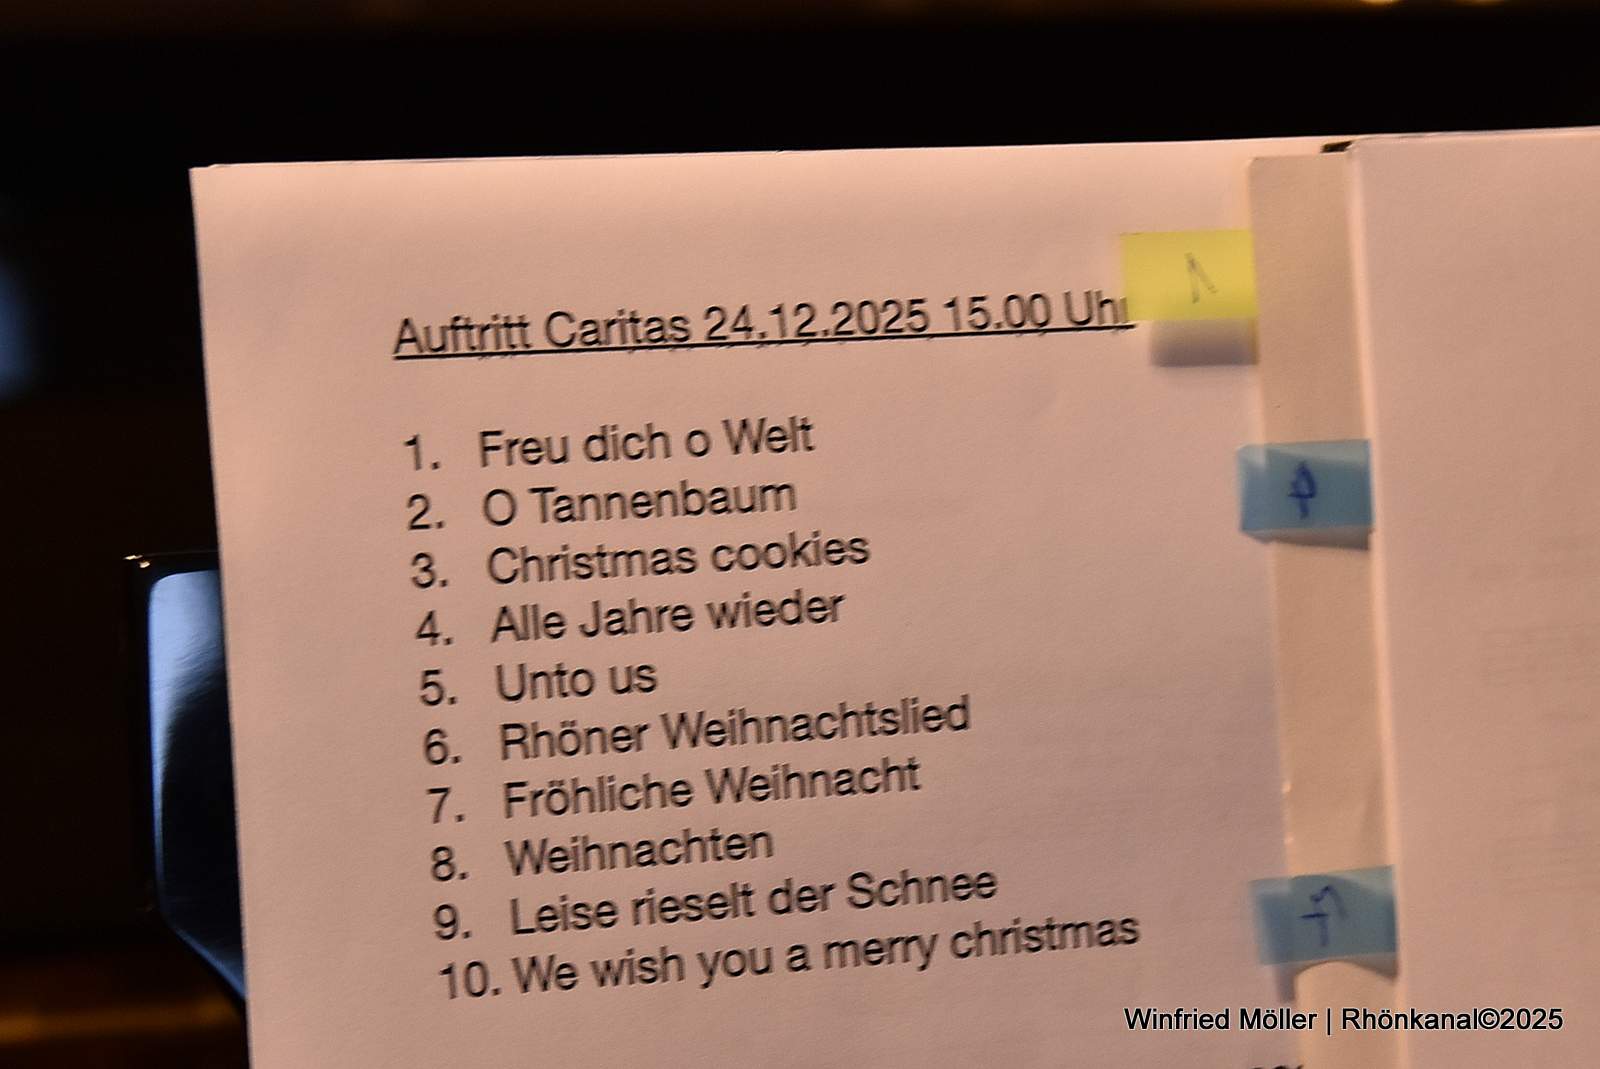 Auftritt Caritas 24.12.2025 15.00 Uhr
1. Freu dich o Welt
2. O Tannenbaum
3. Christmas cookies
4. Alle Jahre wieder
5. Unto us
6. Rhöner Weihnachtslied
7. Fröhliche Weihnacht
8. Weihnachten
9. Leise rieselt der Schnee
10. We wish you a merry christmas
Winfried Möller | Rhönkanal©2025